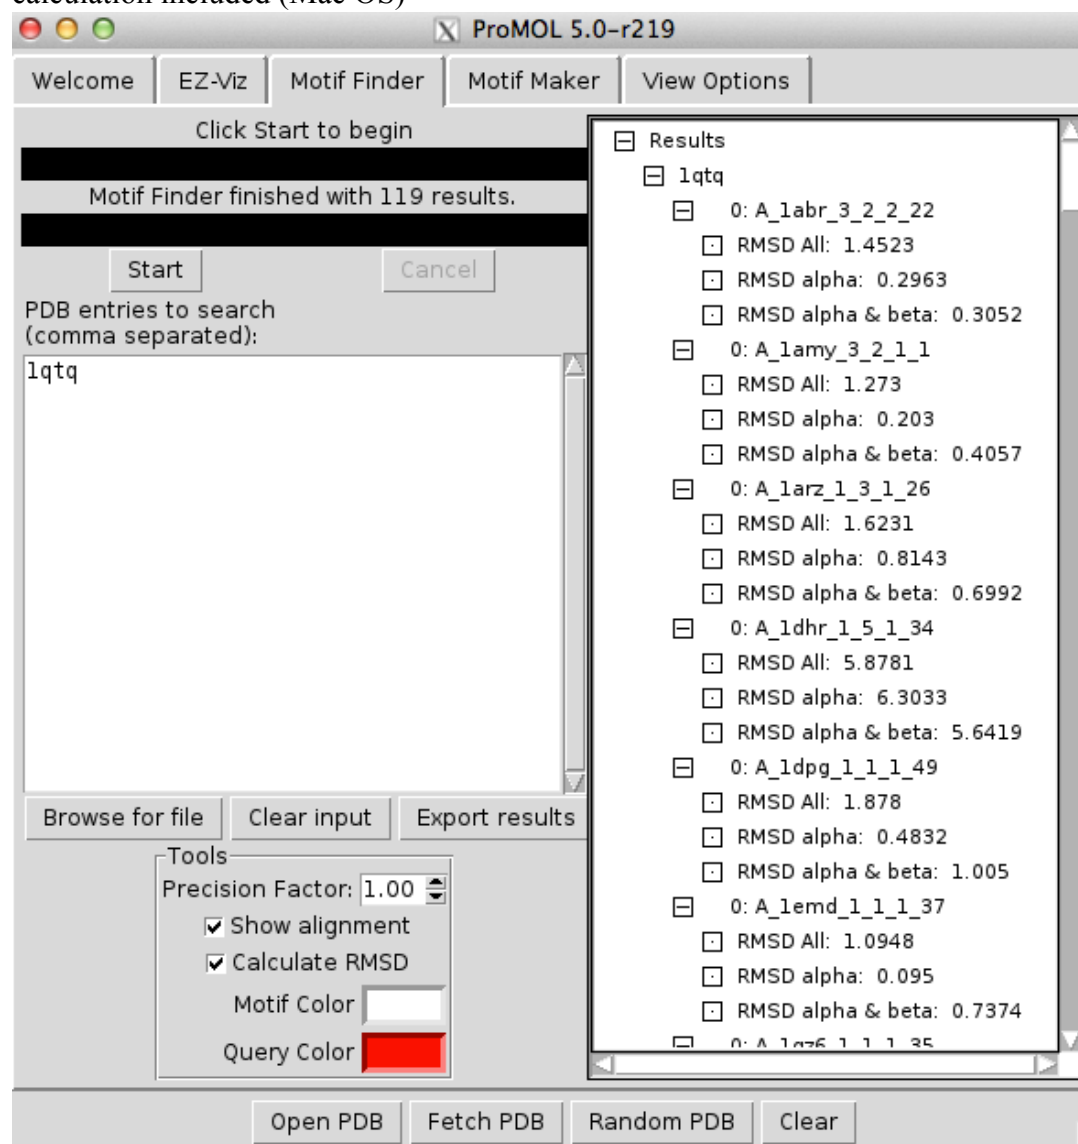 calculation included (Mac OS)
ProMOL 5.0-r219
Welcome EZ-Viz Motif Finder Motif Maker View Options
Click Start to begin
Motif Finder finished with 119 results.
Start Cancel
PDB entries to search
(comma separated):
1qtq
Browse for file Clear input Export results
Tools
Precision Factor: 1.00
Show alignment
Calculate RMSD
Motif Color
Query Color
Results
1qtq
0: A_1abr_3_2_2_22
RMSD All: 1.4523
RMSD alpha: 0.2963
RMSD alpha & beta: 0.3052
0: A_1amy_3_2_1_1
RMSD All: 1.273
RMSD alpha: 0.203
RMSD alpha & beta: 0.4057
0: A_1arz_1_3_1_26
RMSD All: 1.6231
RMSD alpha: 0.8143
RMSD alpha & beta: 0.6992
0: A_1dhr_1_5_1_34
RMSD All: 5.8781
RMSD alpha: 6.3033
RMSD alpha & beta: 5.6419
0: A_1dpg_1_1_1_49
RMSD All: 1.878
RMSD alpha: 0.4832
RMSD alpha & beta: 1.005
0: A_1emd_1_1_1_37
RMSD All: 1.0948
RMSD alpha: 0.095
RMSD alpha & beta: 0.7374
Open PDB Fetch PDB Random PDB Clear